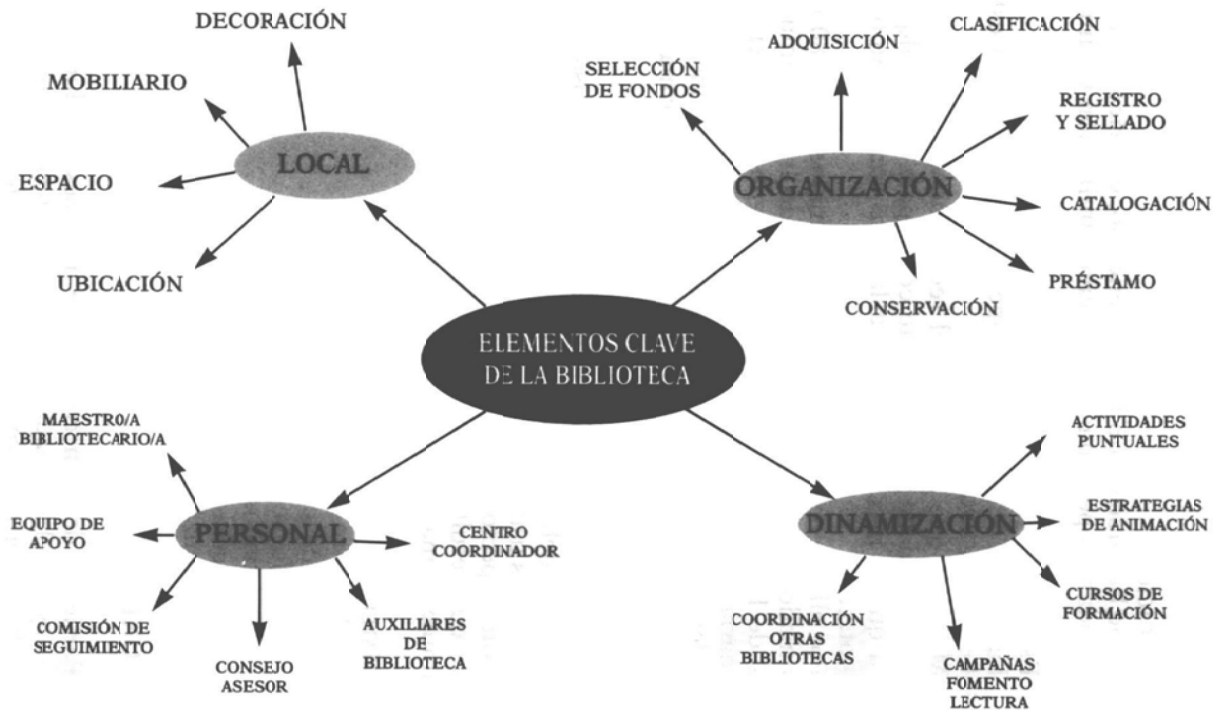 DECORACIÓN
MOBILIARIO
LOCAL
ESPACIO
UBICACIÓN
CLASIFICACIÓN
ADQUISICIÓN
SELECCIÓN
DE FONDOS
REGISTRO
Y SELLADO
ORGANIZACIÓN
CATALOGACIÓN
PRÉSTAMO
CONSERVACIÓN
ELEMENTOS CLAVE
DE LA BIBLIOTECA
MAESTRO/A
BIBLIOTECARIO/A
EQUIPO DE
APOYO
PERSONAL
CENTRO
COORDINADOR
COMISIÓN DE
SEGUIMIENTO
CONSEJO
ASESOR
AUXILIARES
DE
BIBLIOTECA
ACTIVIDADES
PUNTUALES
DINAMIZACIÓN
ESTRATEGIAS
DE ANIMACIÓN
CURSOS DE
FORMACIÓN
COORDINACIÓN
OTRAS
BIBLIOTECAS
CAMPAÑAS
FOMENTO
LECTURA